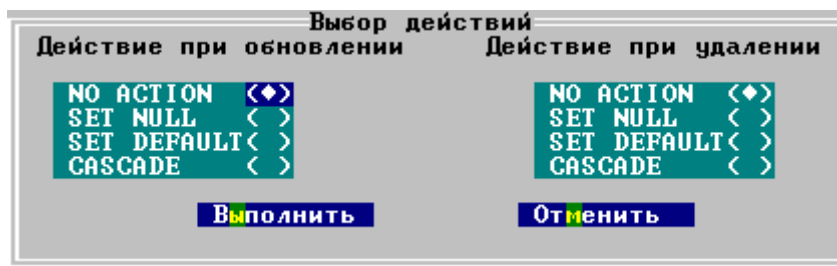 Выбор действий
Действие при обновлении Действие при удалении
NO ACTION (♦) NO ACTION (♦)
SET NULL ( ) SET NULL ( )
SET DEFAULT( ) SET DEFAULT( )
CASCADE ( ) CASCADE ( )
Выполнить Отменить